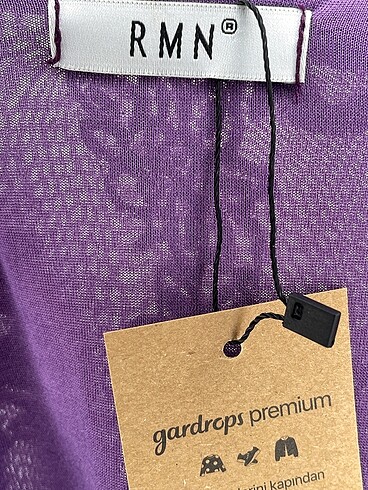 RMN®
gardrops premium
kapından